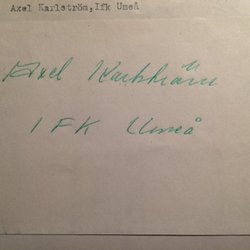 Axel Karlström,Ifk Umeå
Axel Karlström
IFK Umeå